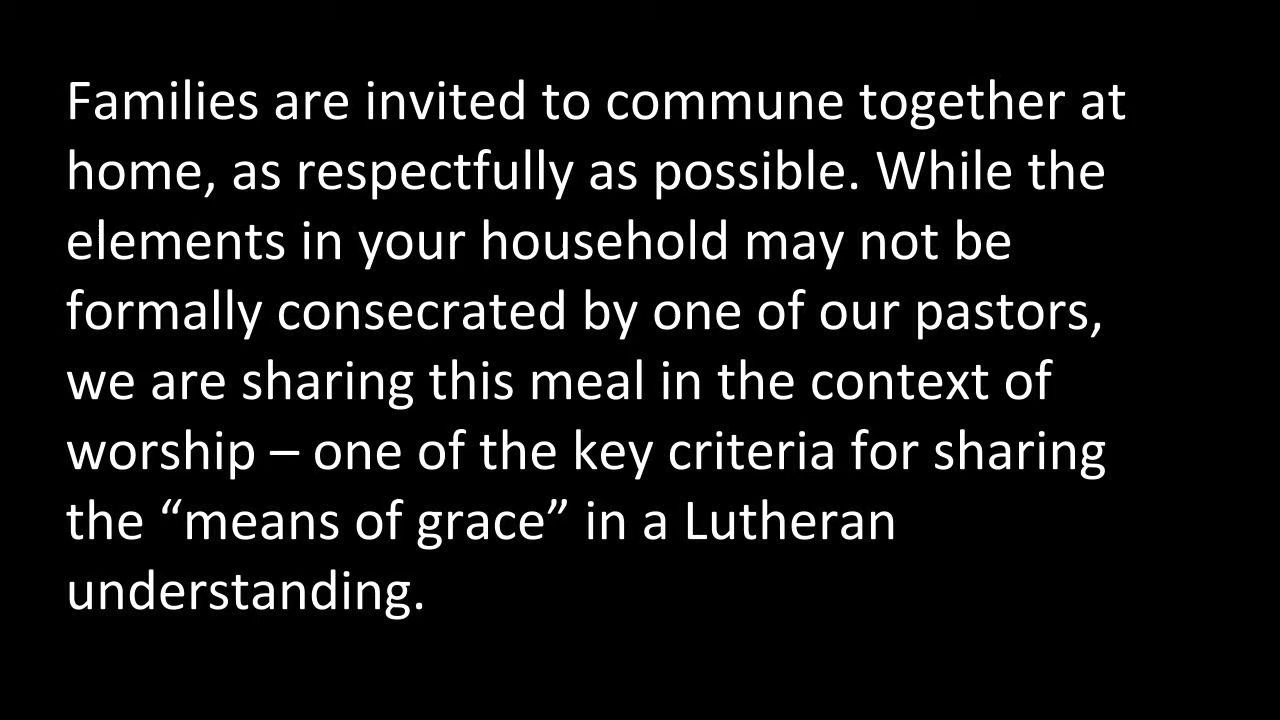 Families are invited to commune together at
home, as respectfully as possible. While the
elements in your household may not be
formally consecrated by one of our pastors,
we are sharing this meal in the context of
worship – one of the key criteria for sharing
the “means of grace” in a Lutheran
understanding.